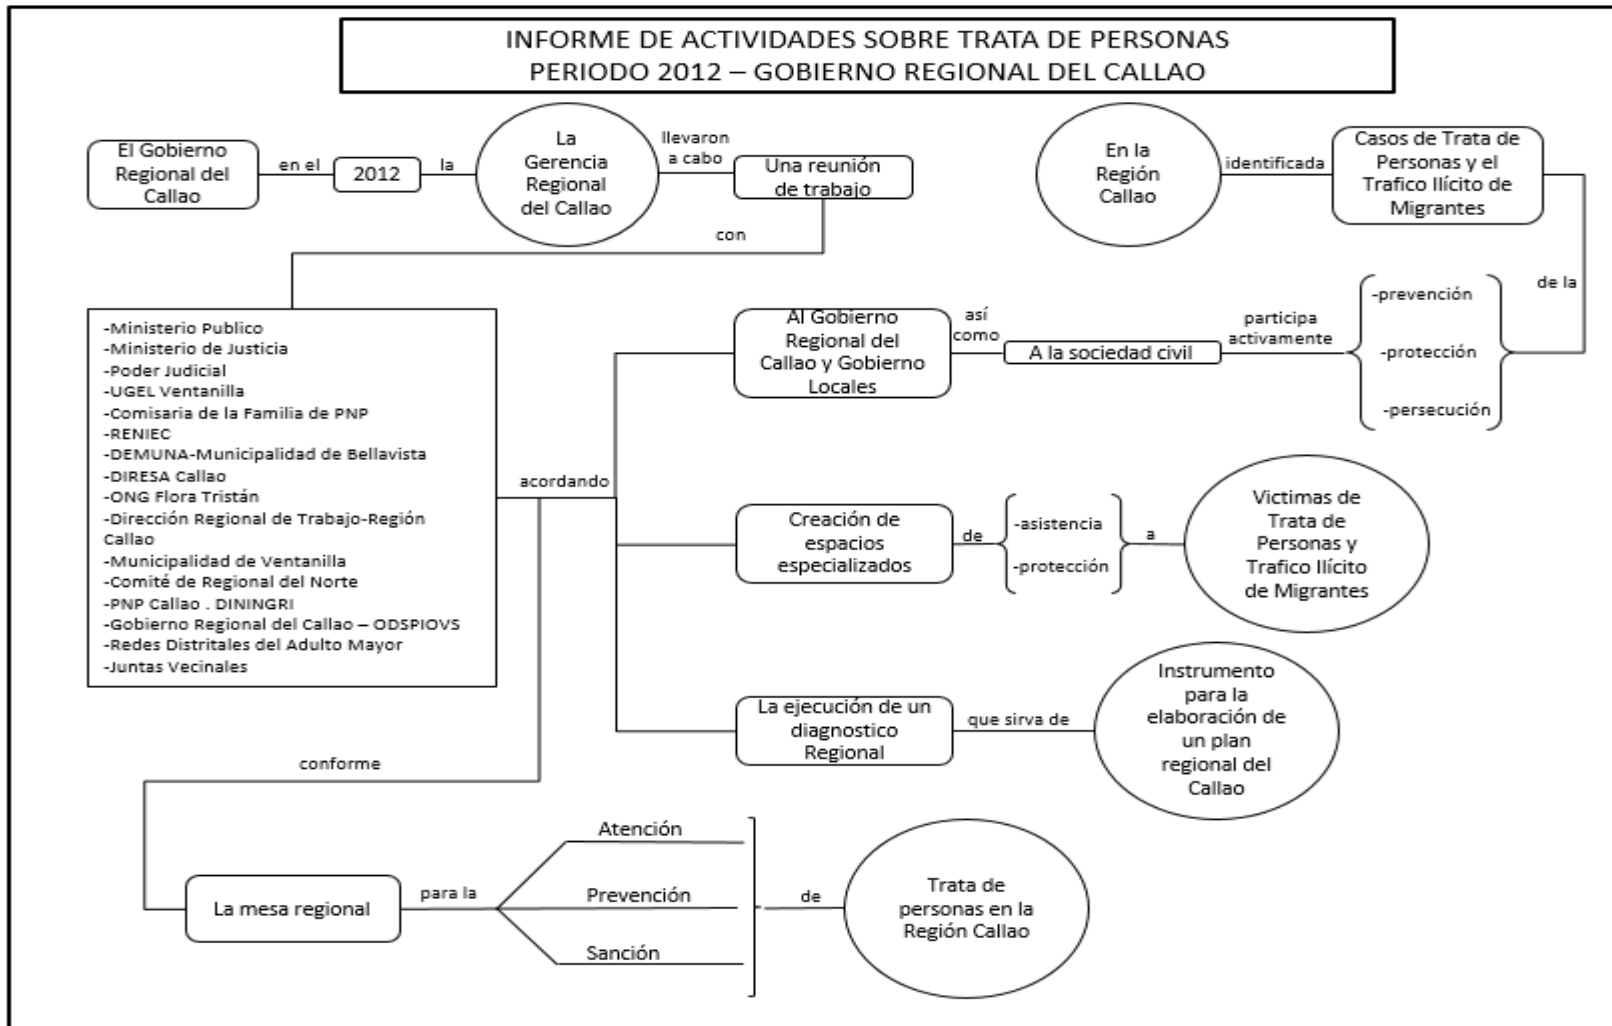 INFORME DE ACTIVIDADES SOBRE TRATA DE PERSONAS
PERIODO 2012 – GOBIERNO REGIONAL DEL CALLAO
El Gobierno
Regional del
Callao
en el
2012
la
La
Gerencia
Regional
del Callao
llevaron
a cabo
Una reunión
de trabajo
En la
Región
Callao
identificada
Casos de Trata de
Personas y el
Trafico Ilícito de
Migrantes
con
de la
-Ministerio Publico
-Ministerio de Justicia
-Poder Judicial
-UGEL Ventanilla
-Comisaria de la Familia de PNP
-RENIEC
-DEMUNA-Municipalidad de Bellavista
-DIRESA Callao
-ONG Flora Tristán
-Dirección Regional de Trabajo-Región
Callao
-Municipalidad de Ventanilla
-Comité de Regional del Norte
-PNP Callao . DININGRI
-Gobierno Regional del Callao – ODSPIOVS
-Redes Distritales del Adulto Mayor
-Juntas Vecinales
acordando
Al Gobierno
Regional del
Callao y Gobierno
Locales
así
como
A la sociedad civil
participa
activamente
-prevención
-protección
-persecución
Creación de
espacios
especializados
de
-asistencia
-protección
a
Victimas de
Trata de
Personas y
Trafico Ilícito
de Migrantes
La ejecución de un
diagnostico
Regional
que sirva de
Instrumento
para la
elaboración de
un plan
regional del
Callao
conforme
La mesa regional
para la
Atención
Prevención
Sanción
de
Trata de
personas en la
Región Callao